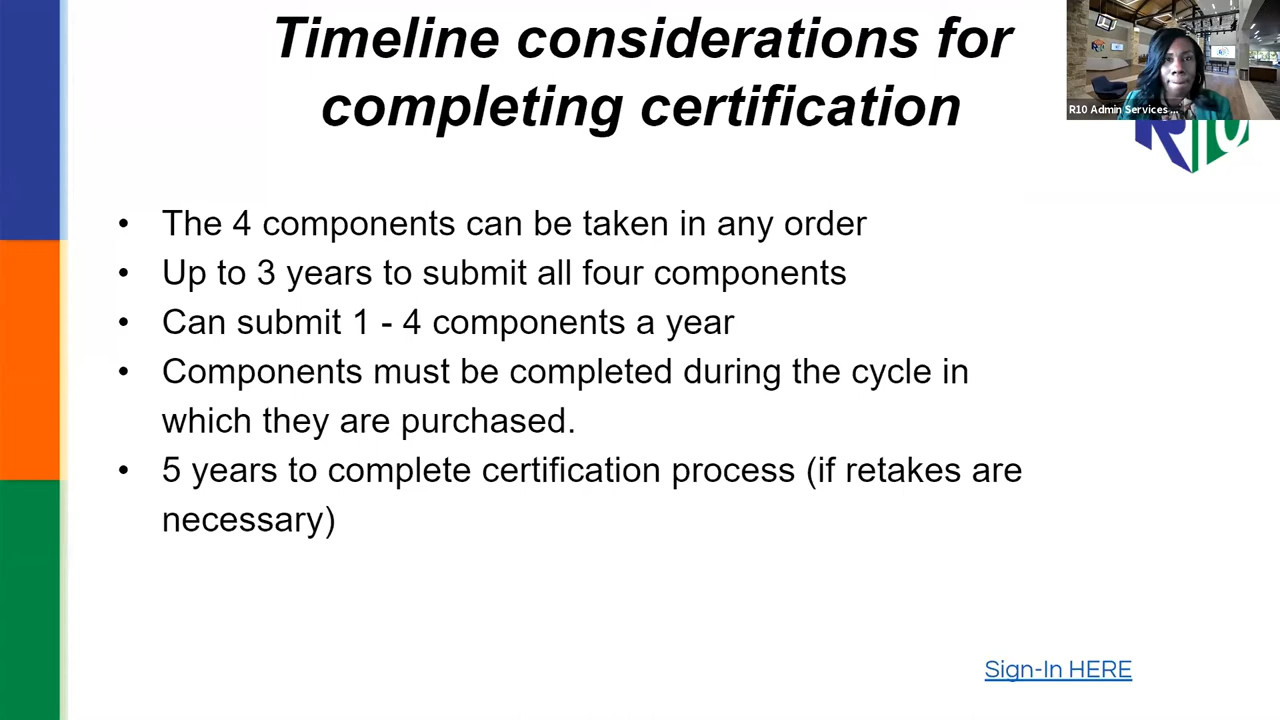 Timeline considerations for
completing certification
R10 Admin Services ...
R10
• The 4 components can be taken in any order
• Up to 3 years to submit all four components
• Can submit 1 - 4 components a year
• Components must be completed during the cycle in
which they are purchased.
• 5 years to complete certification process (if retakes are
necessary)
Sign-In HERE